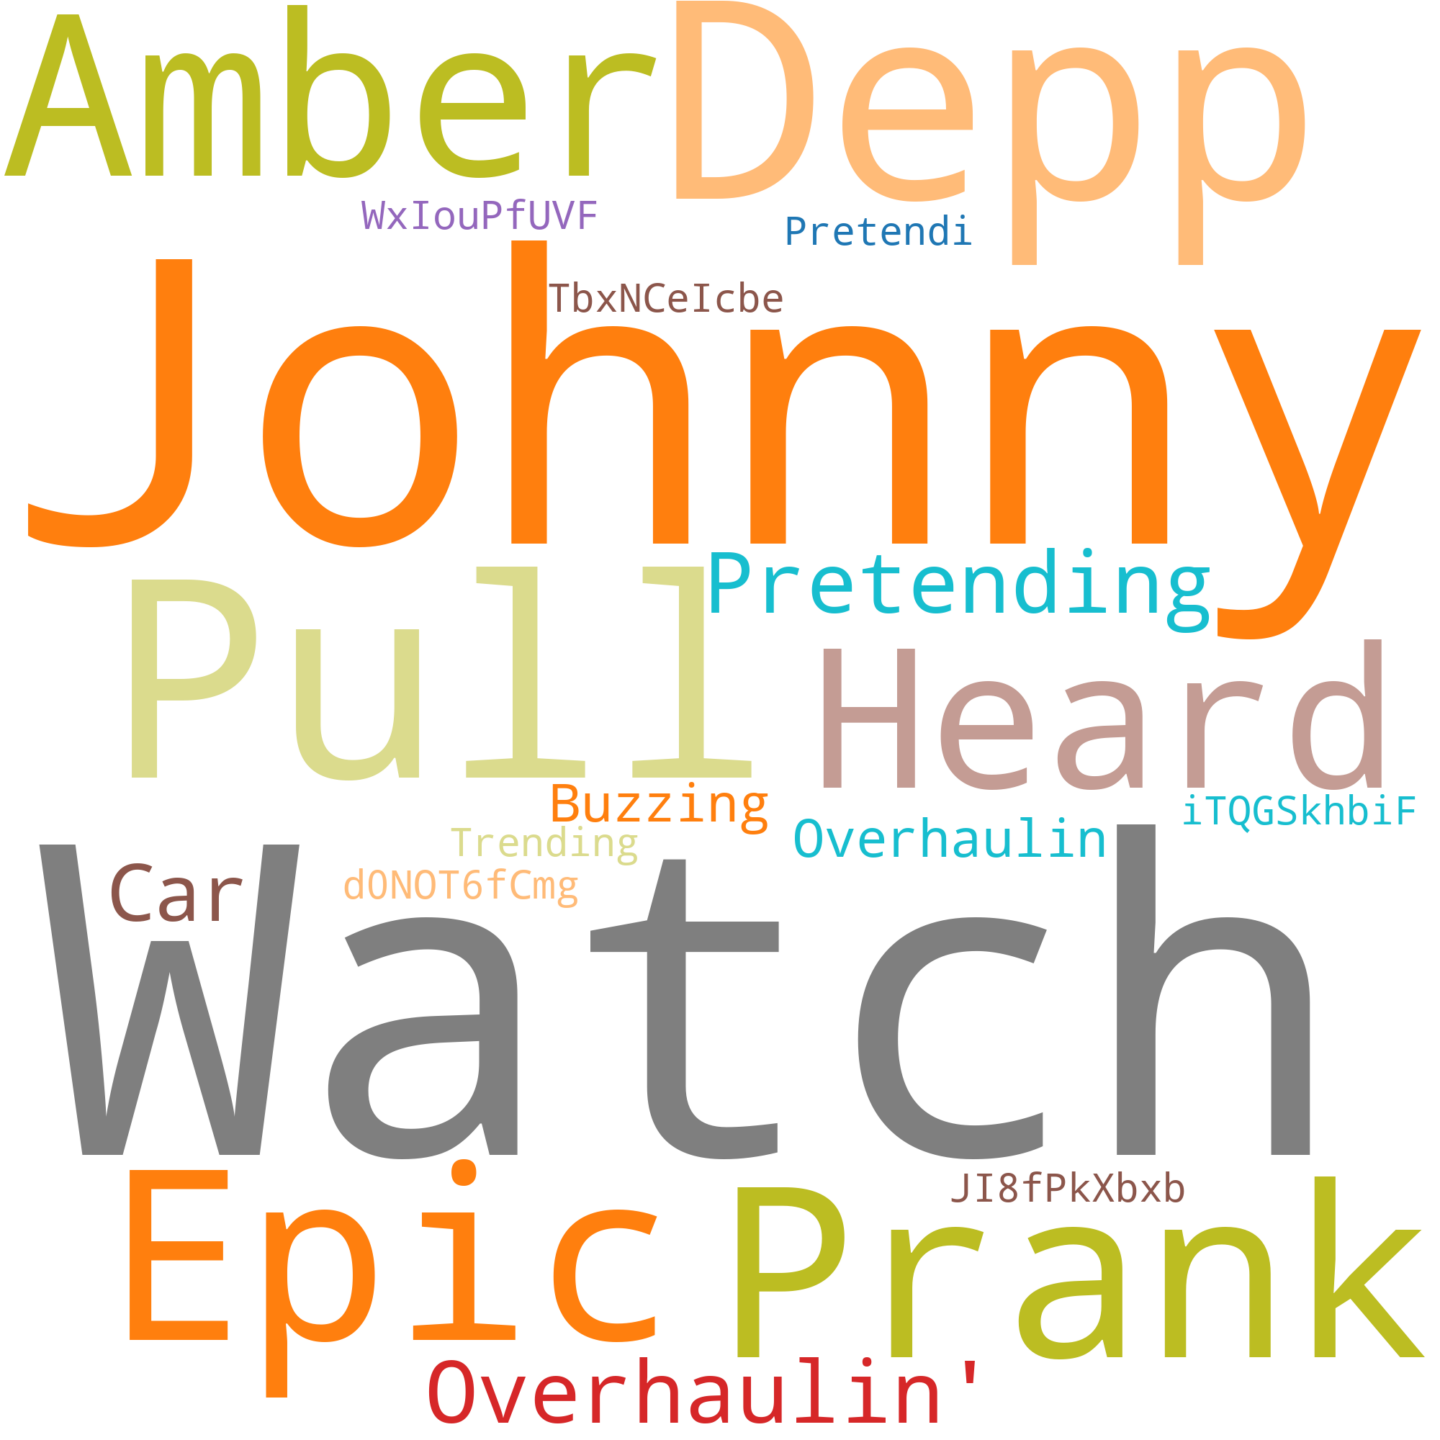 Amber Depp
WxIouPfUVF Pretendi
TbxNCeIcbe
Johnny
Pretending
Pull Heard
Buzzing iTQGSkhbiF
Trending Overhaulin
Car d0NOT6fCmg
Watch
JI8fPkXbxb
Epic Prank
Overhaulin'